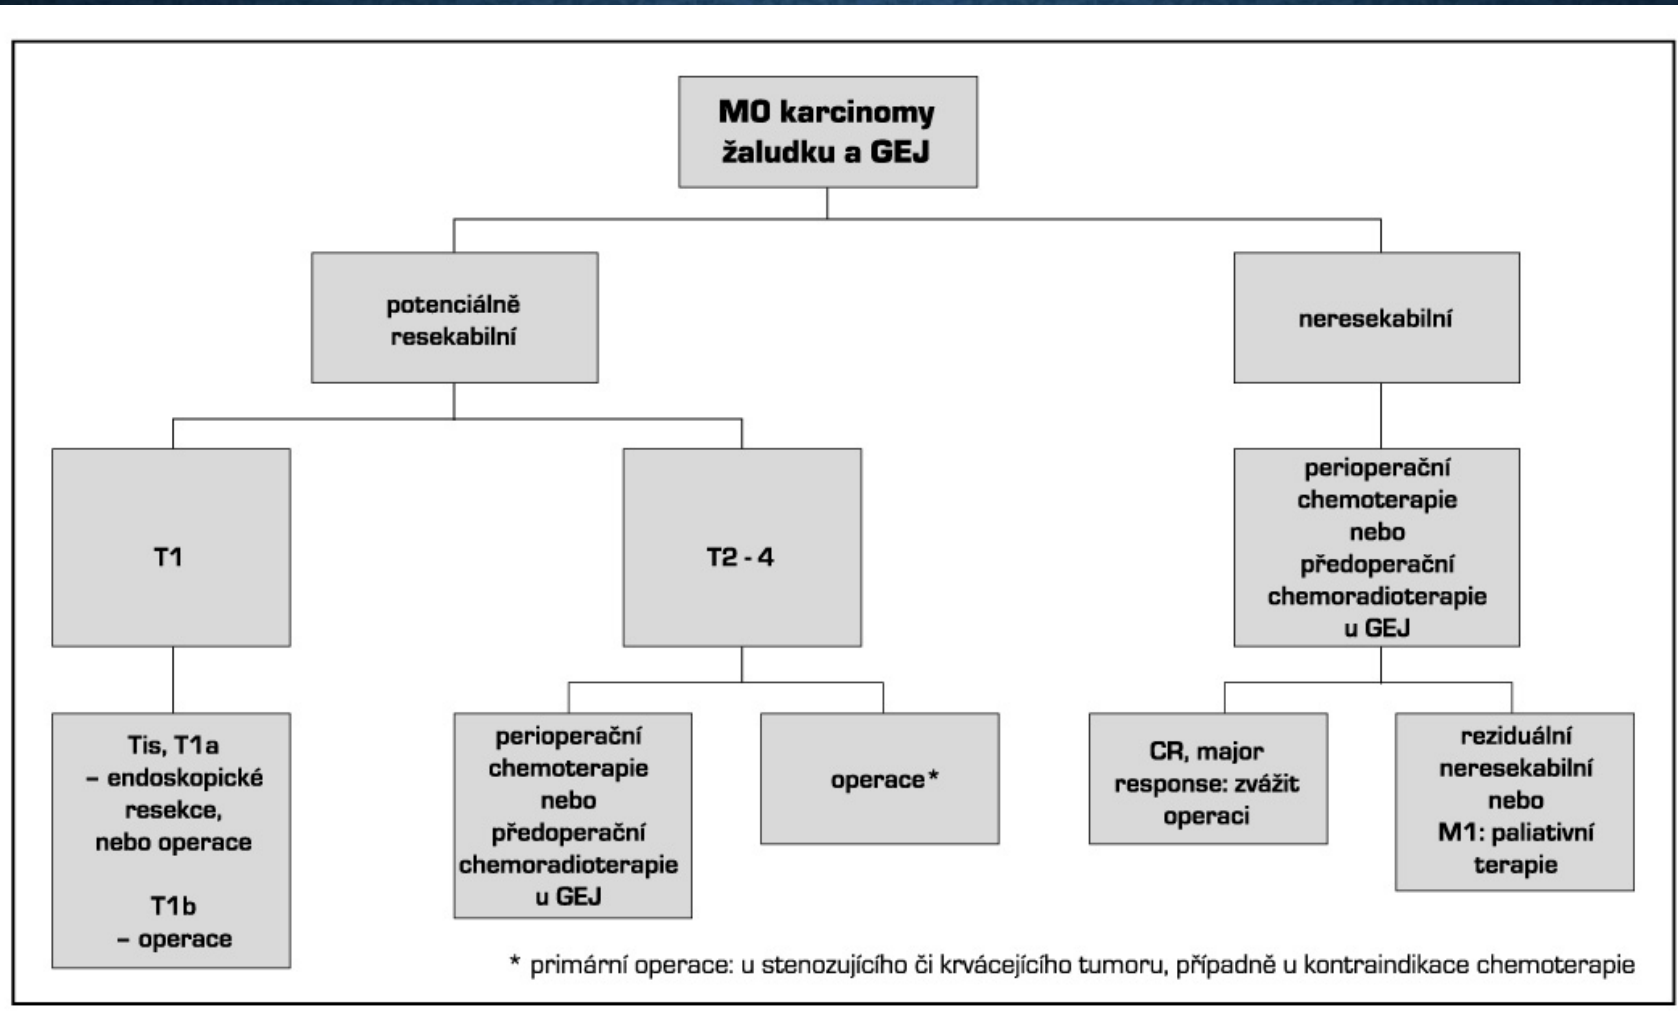 MO karcinomy
žaludku a GEJ
potenciálně
resekabilní
neresekabilní
T1
T2 - 4
perioperační
chemoterapie
nebo
předoperační
chemoradioterapie
u GEJ
Tis, T1a
– endoskopické
resekce,
nebo operace
T1b
– operace
perioperační
chemoterapie
nebo
předoperační
chemoradioterapie
u GEJ
operace*
CR, major
response: zvážit
operaci
reziduální
neresekabilní
nebo
M1: paliativní
terapie
* primární operace: u stenozujícího či krvácejícího tumoru, případně u kontraindikace chemoterapie